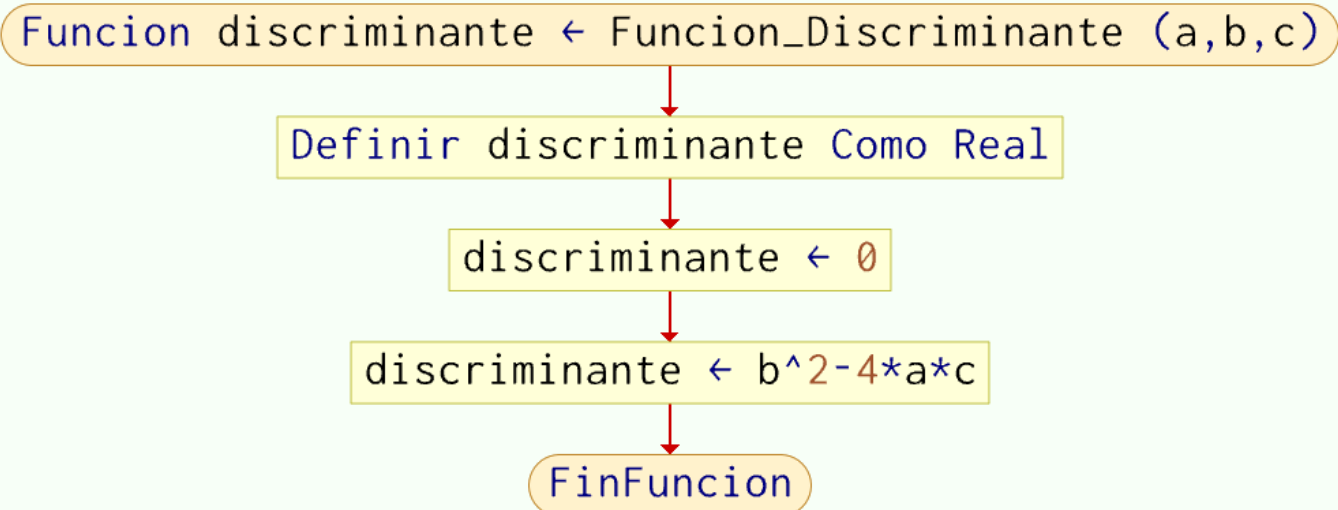 Funcion discriminante ← Funcion_Discriminante (a,b,c)
Definir discriminante Como Real
discriminante ← 0
discriminante ← b^2-4*a*c
FinFuncion